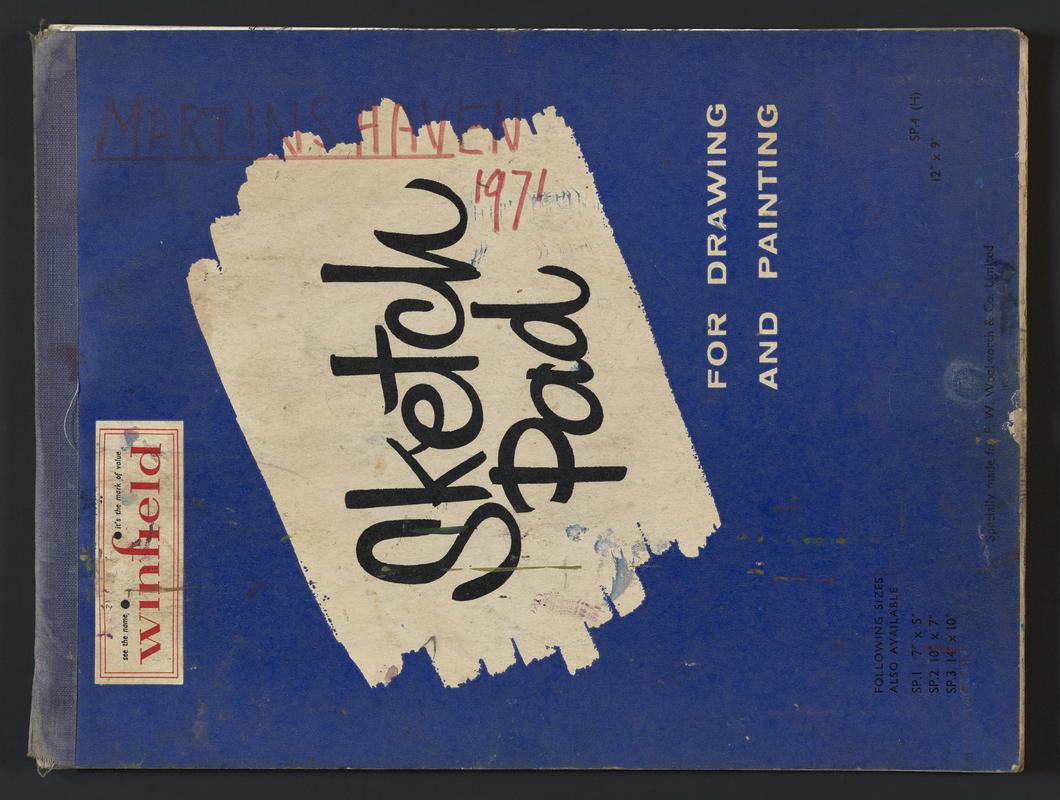 MARTINS HAVEN
1971
see the name
it's the mark of value
winfield
Sketch
Pad
FOR DRAWING
AND PAINTING
SP.4 (H)
12" x 9"
FOLLOWING SIZES
ALSO AVAILABLE
SP.1 7" x 5"
SP.2 10" x 7"
SP.3 14" x 10"
Specially made for F. W. Woolworth & Co. Limited